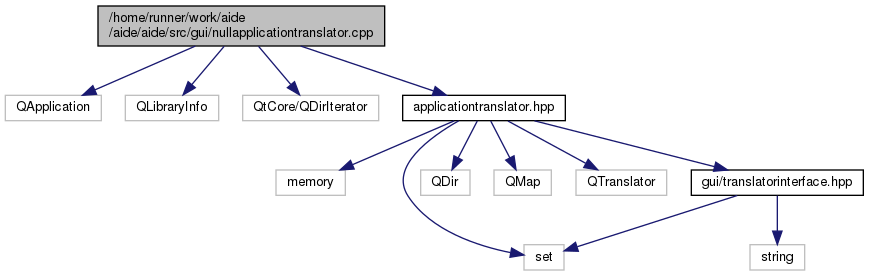 /home/runner/work/aide
/aide/aide/src/gui/nullapplicationtranslator.cpp
QApplication
QLibraryInfo
QtCore/QDirIterator
applicationtranslator.hpp
memory
QDir
QMap
QTranslator
gui/translatorinterface.hpp
set
string